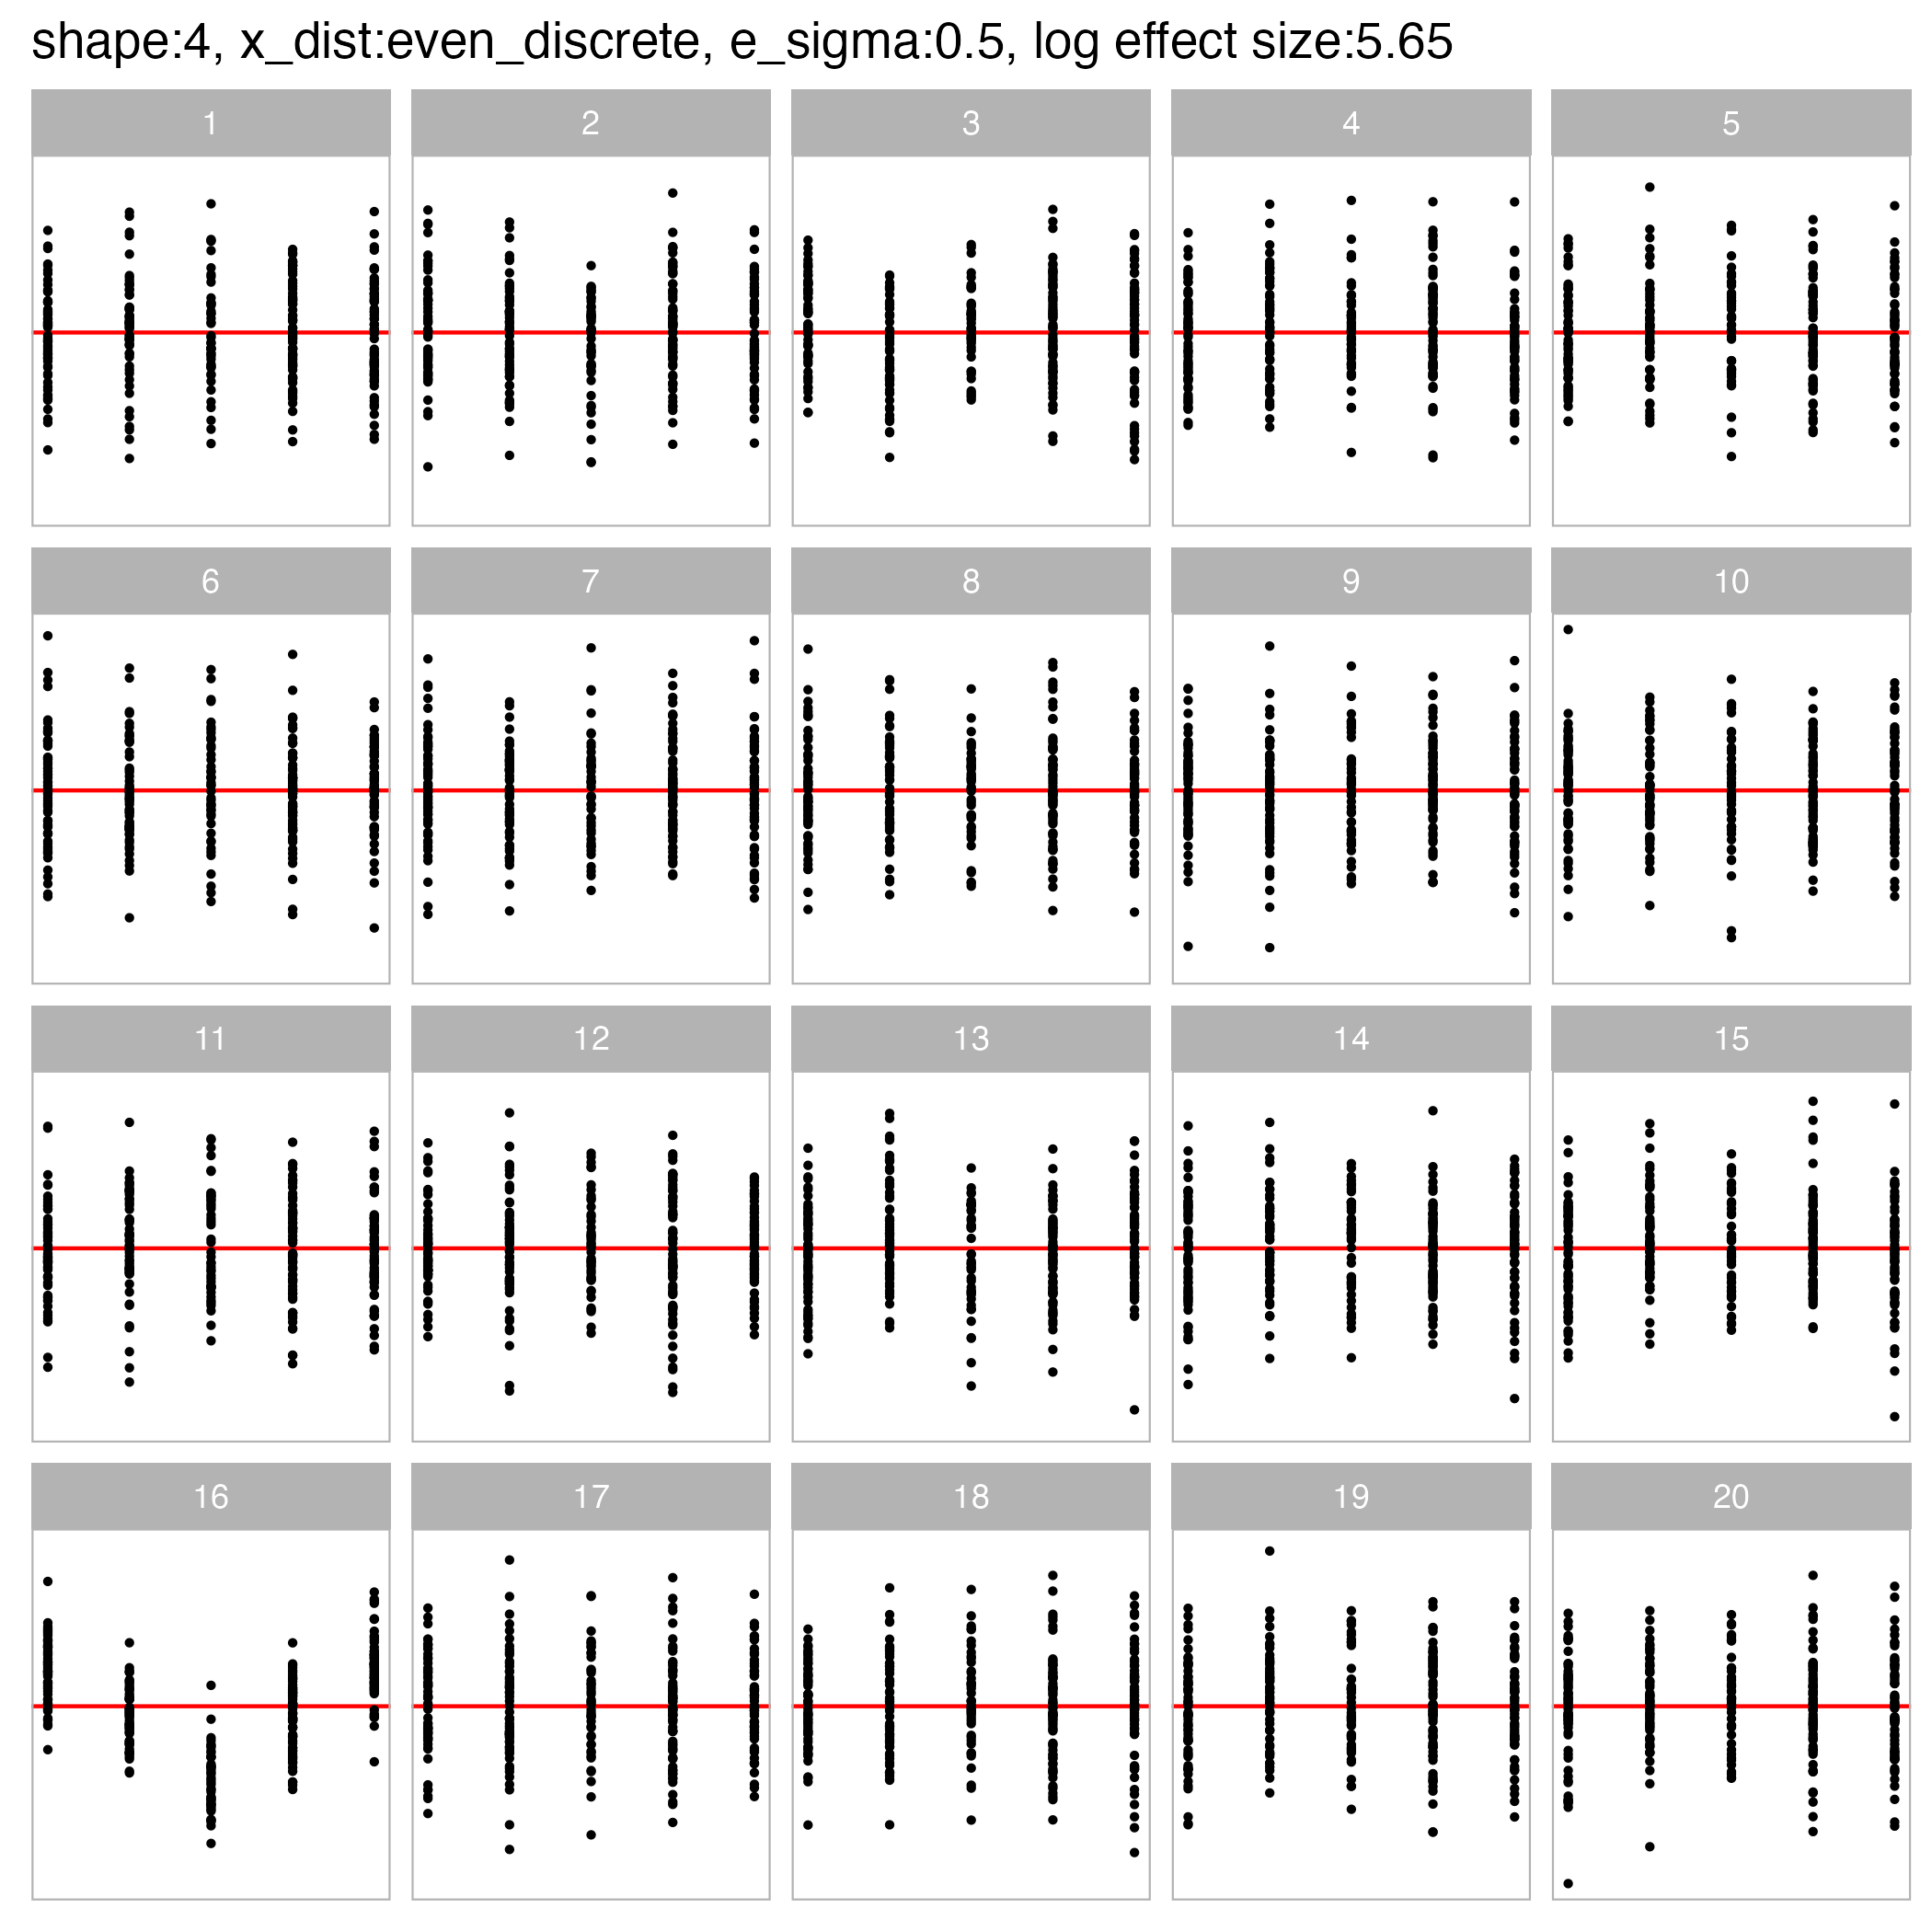 shape:4, x_dist:even_discrete, e_sigma:0.5, log effect size:5.65
1 2 3 4 5
6 7 8 9 10
11 12 13 14 15
16 17 18 19 20